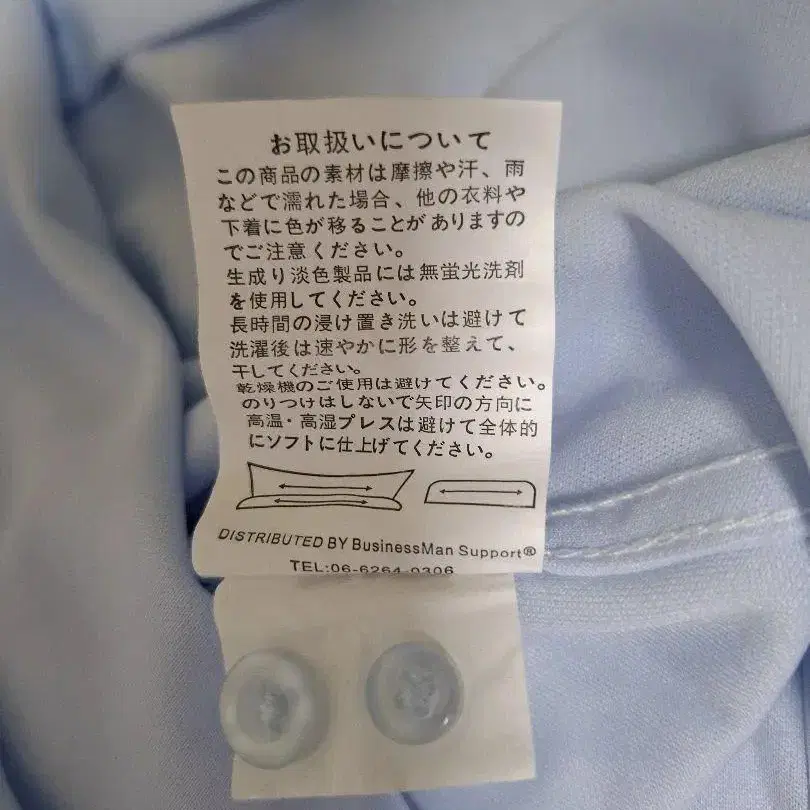 お取扱いについて
この商品の素材は摩擦や汗、雨
などで濡れた場合、他の衣料や
下着に色が移ることがありますの
でご注意ください。
生成り淡色製品には無蛍光洗剤
を使用してください。
長時間の浸け置き洗いは避けて
洗濯後は速やかに形を整えて、
干してください。
乾燥機のご使用は避けてください。
のりつけはしないで矢印の方向に
高温・高湿プレスは避けて全体的
にソフトに仕上げてください。
DISTRIBUTED BY BusinessMan Support®
TEL:06-6264-0306